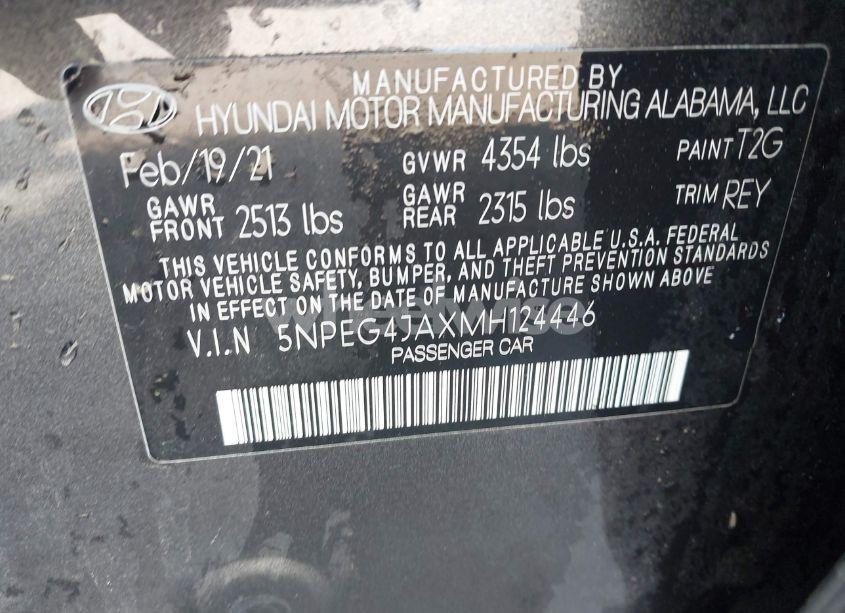 MANUFACTURED BY
HYUNDAI MOTOR MANUFACTURING ALABAMA, LLC
Feb/19/21 GVWR 4354 lbs PAINT T2G
GAWR FRONT 2513 lbs GAWR REAR 2315 lbs TRIM REY
THIS VEHICLE CONFORMS TO ALL APPLICABLE U.S.A. FEDERAL
MOTOR VEHICLE SAFETY, BUMPER, AND THEFT PREVENTION STANDARDS
IN EFFECT ON THE DATE OF MANUFACTURE SHOWN ABOVE
V.I.N 5NPEG4JAXMH124446
PASSENGER CAR